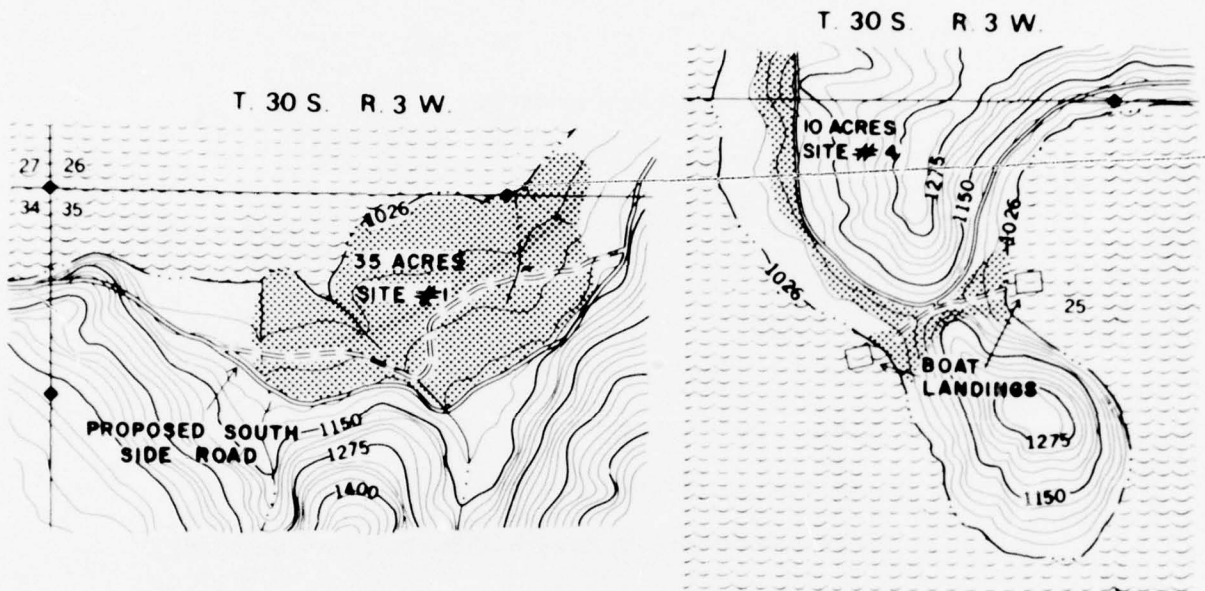 T. 30 S. R. 3 W.
27 26
34 35
1026
35 ACRES
SITE #1
PROPOSED SOUTH
SIDE ROAD
1150
1275
1400
T. 30 S. R. 3 W.
10 ACRES
SITE # 4
1275
1150
1026
1026
25
BOAT
LANDINGS
1275
1150